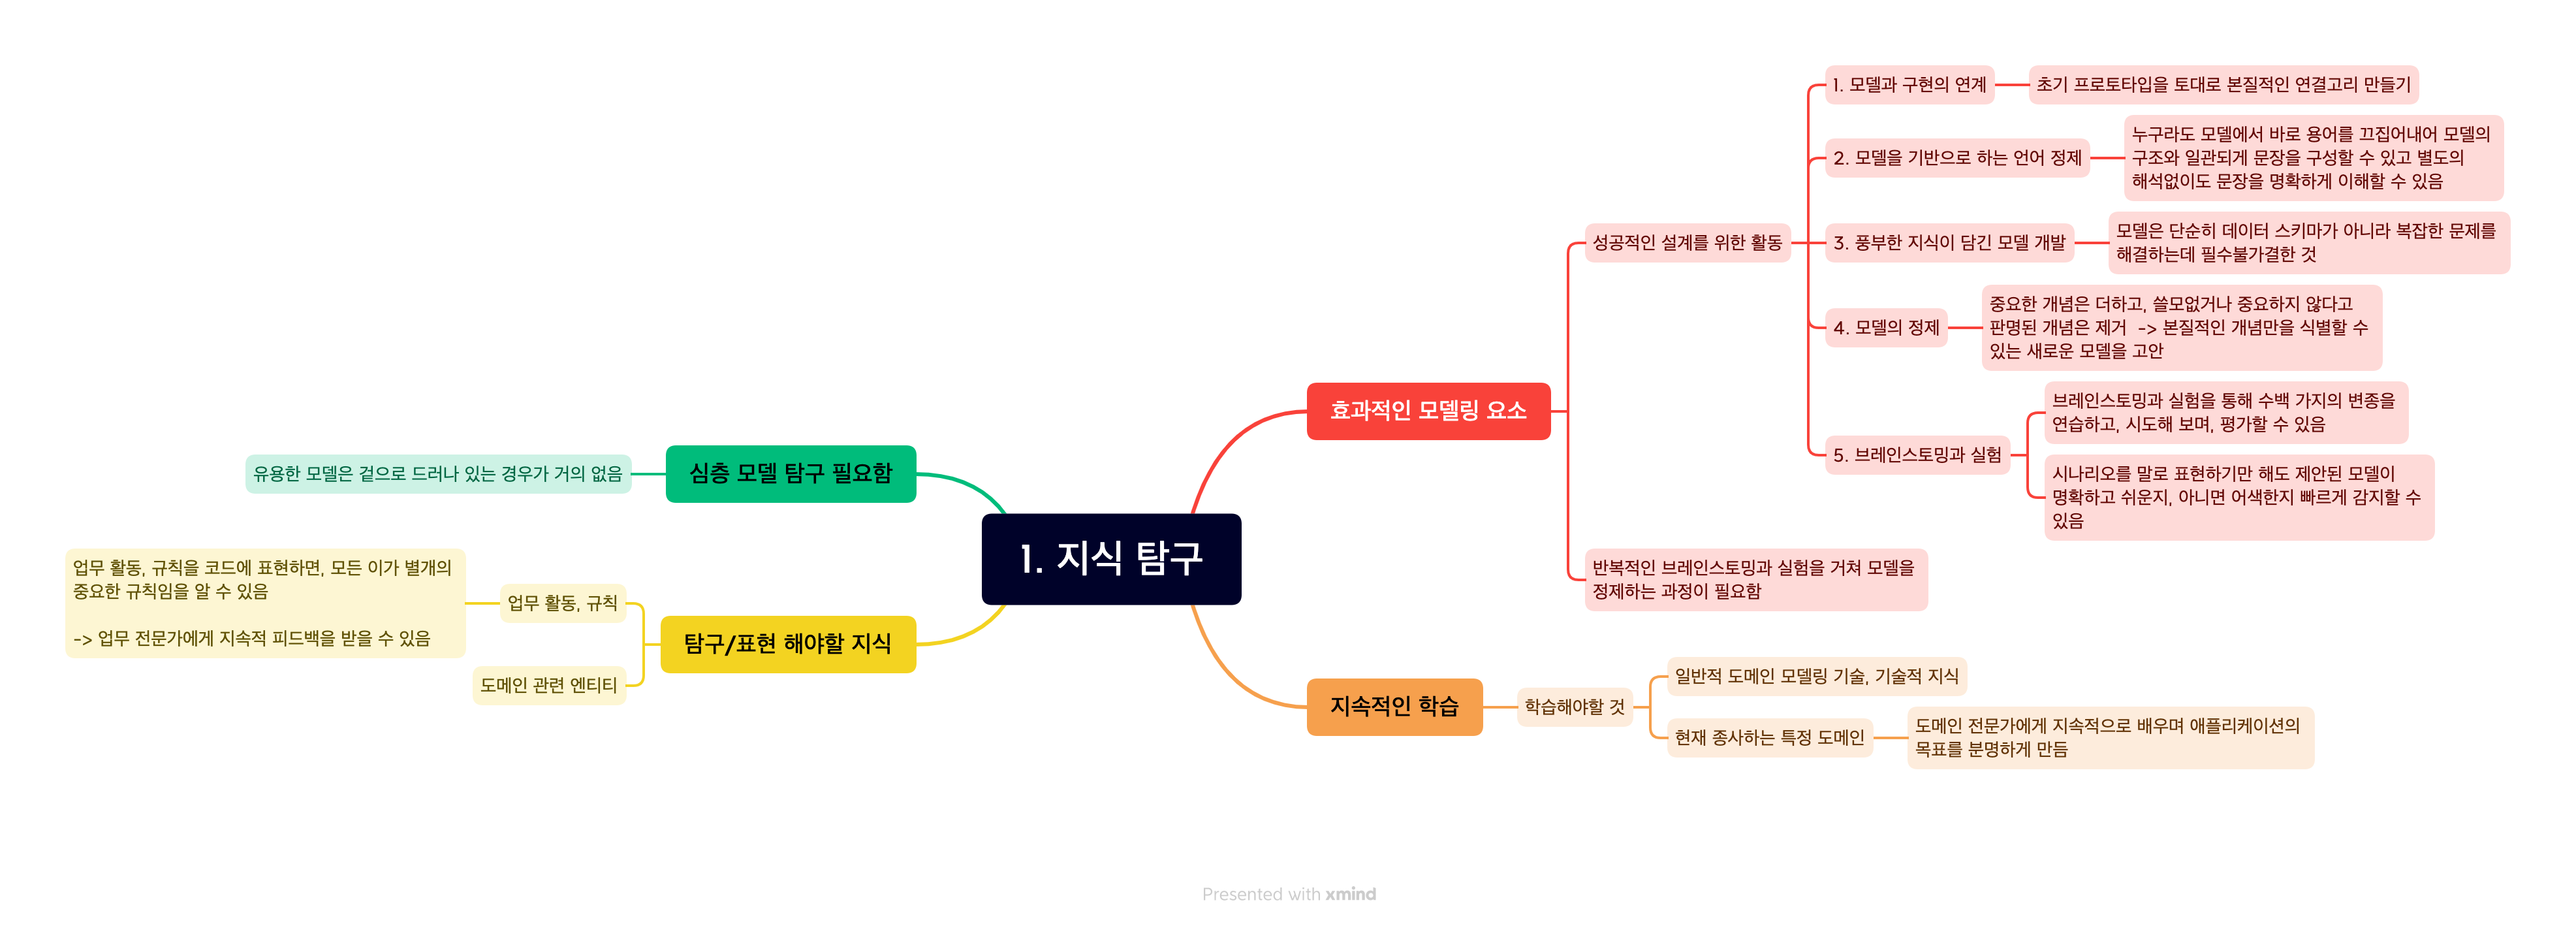 1. 지식 탐구
효과적인 모델링 요소
성공적인 설계를 위한 활동
1. 모델과 구현의 연계
초기 프로토타입을 토대로 본질적인 연결고리 만들기
2. 모델을 기반으로 하는 언어 정제
누구라도 모델에서 바로 용어를 끄집어내어 모델의
구조와 일관되게 문장을 구성할 수 있고 별도의
해석없이도 문장을 명확하게 이해할 수 있음
3. 풍부한 지식이 담긴 모델 개발
모델은 단순히 데이터 스키마가 아니라 복잡한 문제를
해결하는데 필수불가결한 것
4. 모델의 정제
중요한 개념은 더하고, 쓸모없거나 중요하지 않다고
판명된 개념은 제거  -> 본질적인 개념만을 식별할 수
있는 새로운 모델을 고안
5. 브레인스토밍과 실험
브레인스토밍과 실험을 통해 수백 가지의 변종을
연습하고, 시도해 보며, 평가할 수 있음
시나리오를 말로 표현하기만 해도 제안된 모델이
명확하고 쉬운지, 아니면 어색한지 빠르게 감지할 수
있음
반복적인 브레인스토밍과 실험을 거쳐 모델을
정제하는 과정이 필요함
지속적인 학습
학습해야할 것
일반적 도메인 모델링 기술, 기술적 지식
현재 종사하는 특정 도메인
도메인 전문가에게 지속적으로 배우며 애플리케이션의
목표를 분명하게 만듬
심층 모델 탐구 필요함
유용한 모델은 겉으로 드러나 있는 경우가 거의 없음
탐구/표현 해야할 지식
업무 활동, 규칙
업무 활동, 규칙을 코드에 표현하면, 모든 이가 별개의
중요한 규칙임을 알 수 있음
-> 업무 전문가에게 지속적 피드백을 받을 수 있음
도메인 관련 엔티티
Presented with xmind